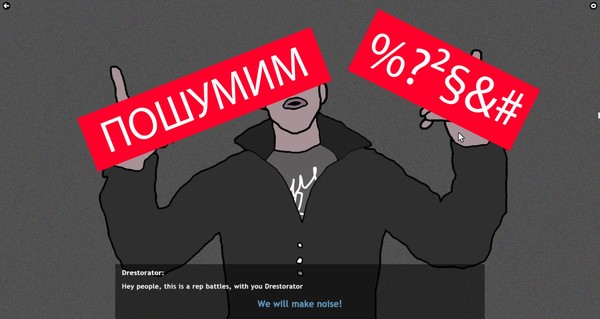 ПОШУМИМ
%?²§&#
Drestorator:
Hey people, this is a rep battles, with you Drestorator
We will make noise!